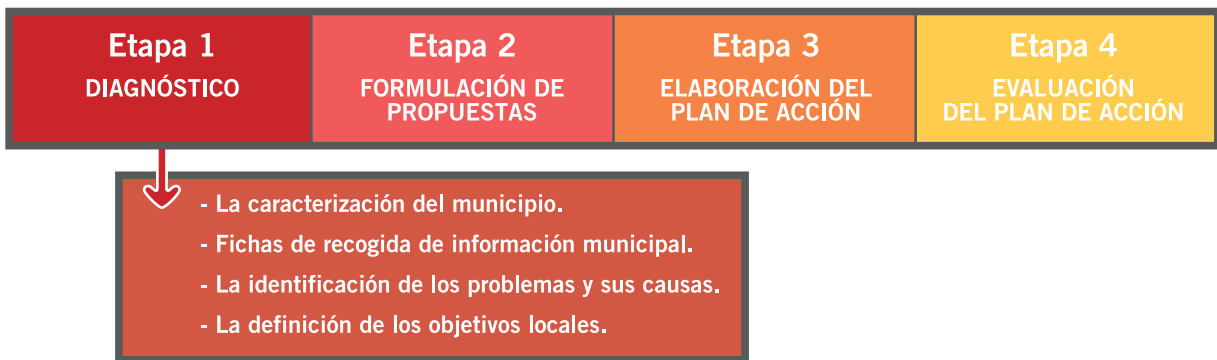 Etapa 1
DIAGNÓSTICO
Etapa 2
FORMULACIÓN DE
PROPUESTAS
Etapa 3
ELABORACIÓN DEL
PLAN DE ACCIÓN
Etapa 4
EVALUACIÓN
DEL PLAN DE ACCIÓN
- La caracterización del municipio.
- Fichas de recogida de información municipal.
- La identificación de los problemas y sus causas.
- La definición de los objetivos locales.